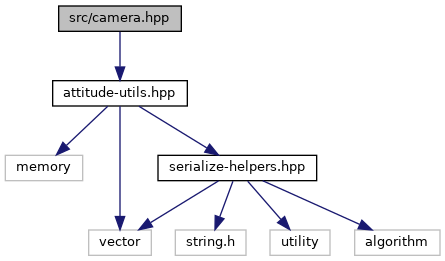 src/camera.hpp
attitude-utils.hpp
memory
serialize-helpers.hpp
vector
string.h
utility
algorithm